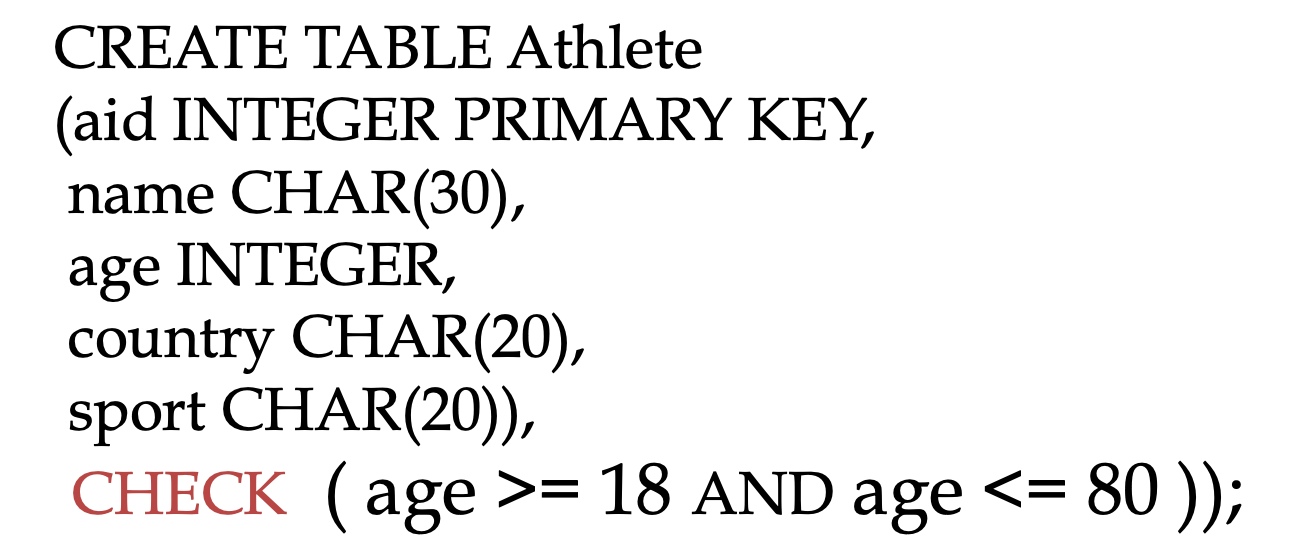 CREATE TABLE Athlete
(aid INTEGER PRIMARY KEY,
name CHAR(30),
age INTEGER,
country CHAR(20),
sport CHAR(20)),
CHECK ( age >= 18 AND age <= 80 ));